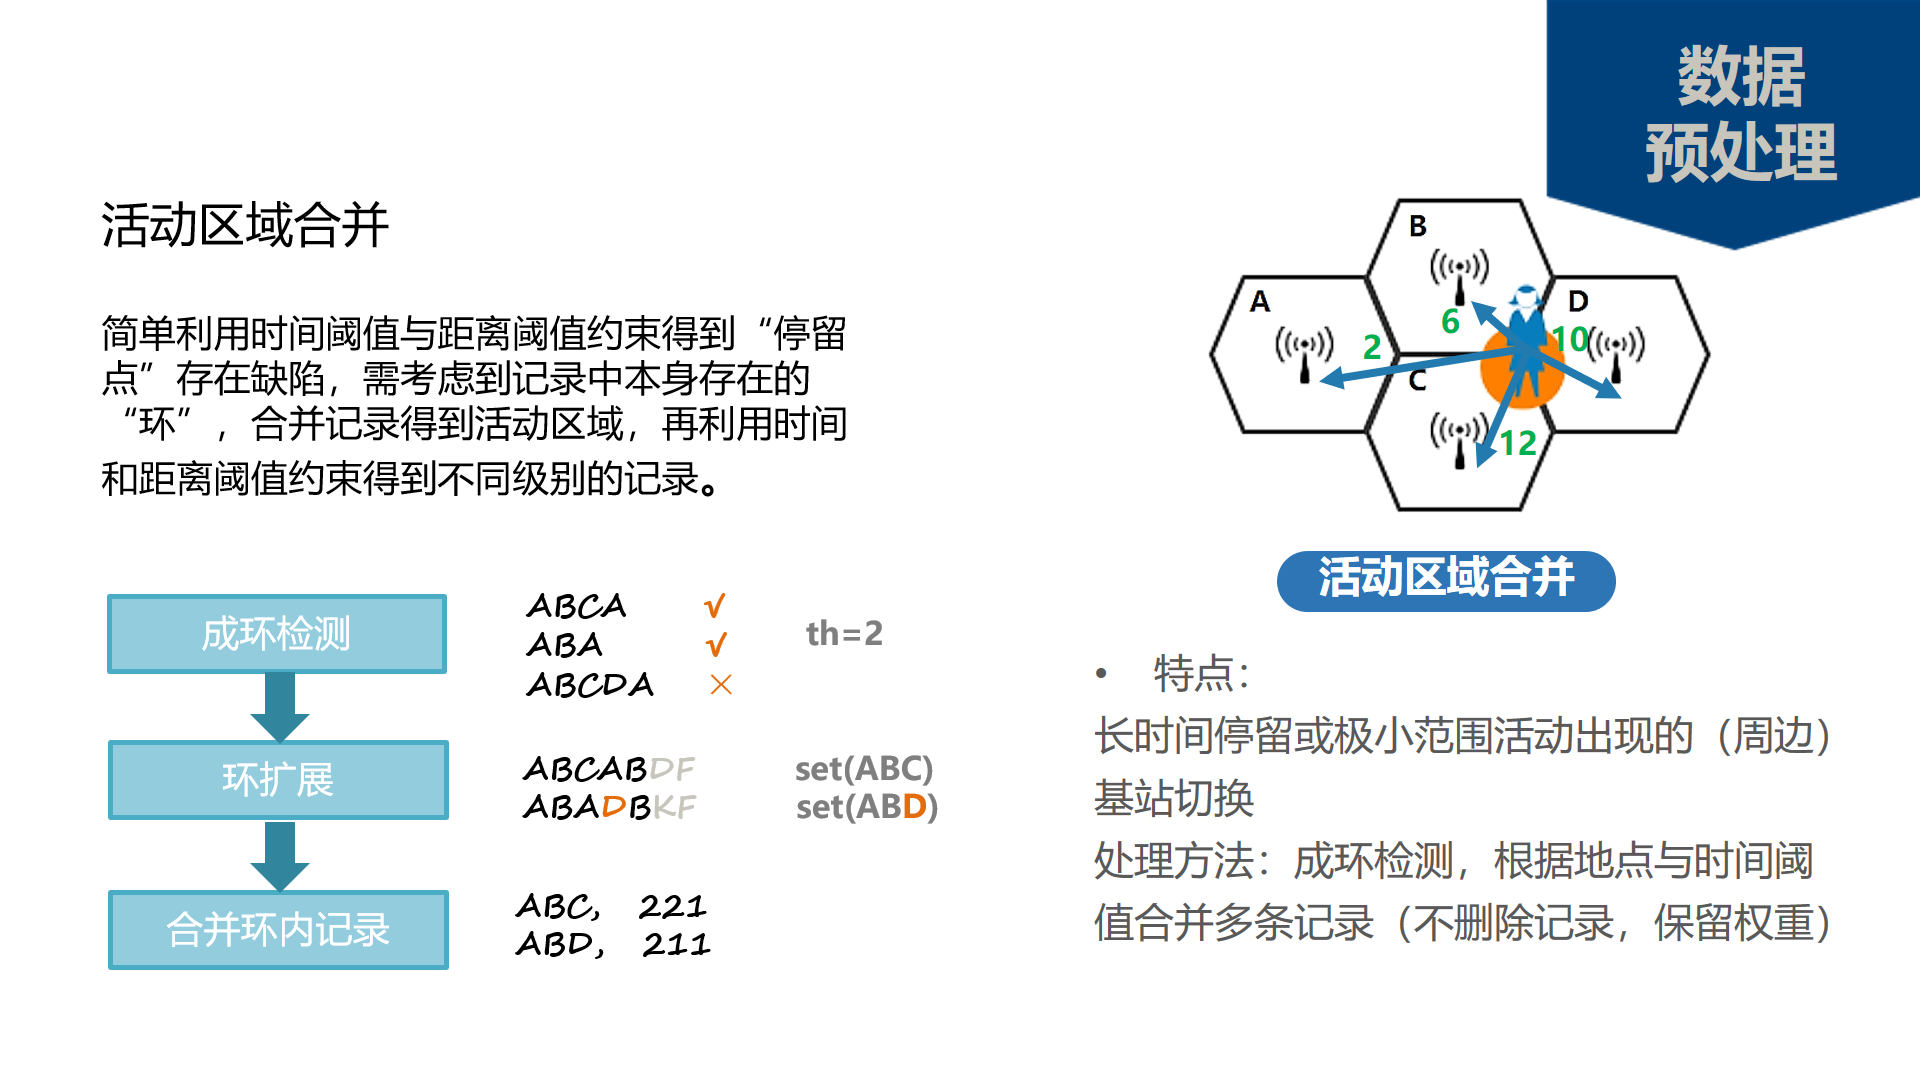 数据
预处理
活动区域合并
简单利用时间阈值与距离阈值约束得到“停留
点”存在缺陷，需考虑到记录中本身存在的
“环”，合并记录得到活动区域，再利用时间
和距离阈值约束得到不同级别的记录。
成环检测
ABCA √
ABA √
ABCDA ×
th=2
环扩展
ABCABDF set(ABC)
ABADBKF set(ABD)
合并环内记录
ABC, 221
ABD, 211
B
A
D
C
6
2
10
12
活动区域合并
• 特点：
长时间停留或极小范围活动出现的（周边）
基站切换
处理方法：成环检测，根据地点与时间阈
值合并多条记录（不删除记录，保留权重）